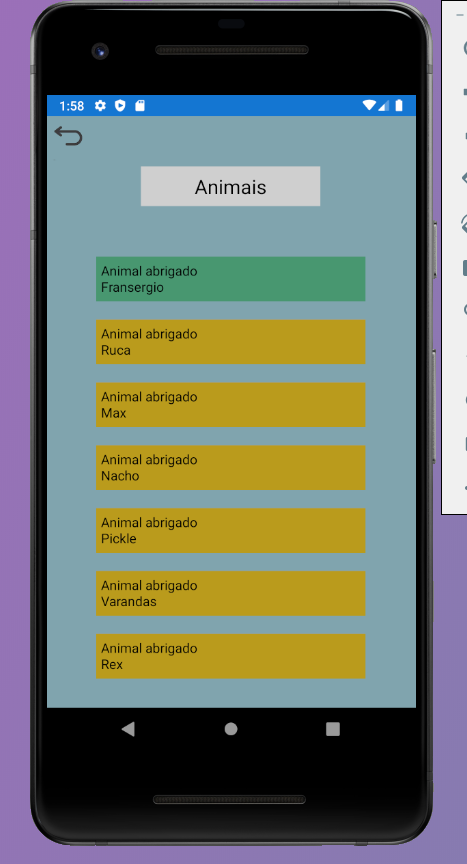 1:58
Animais
Animal abrigado
Fransergio
Animal abrigado
Ruca
Animal abrigado
Max
Animal abrigado
Nacho
Animal abrigado
Pickle
Animal abrigado
Varandas
Animal abrigado
Rex